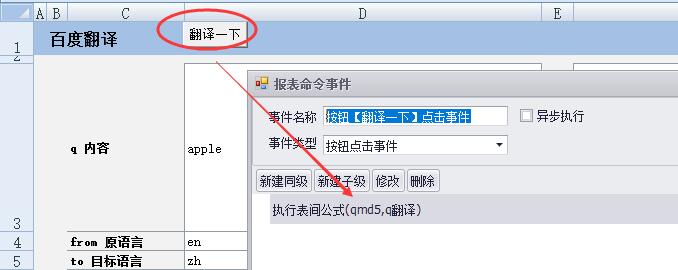 A B C D E
1 百度翻译 翻译一下
2
报表命令事件
事件名称 按钮【翻译一下】点击事件 异步执行
事件类型 按钮点击事件
q 内容 apple
新建同级 新建子级 修改 删除
执行表间公式(qmd5,q翻译)
3
4 from 原语言 en
5 to 目标语言 zh